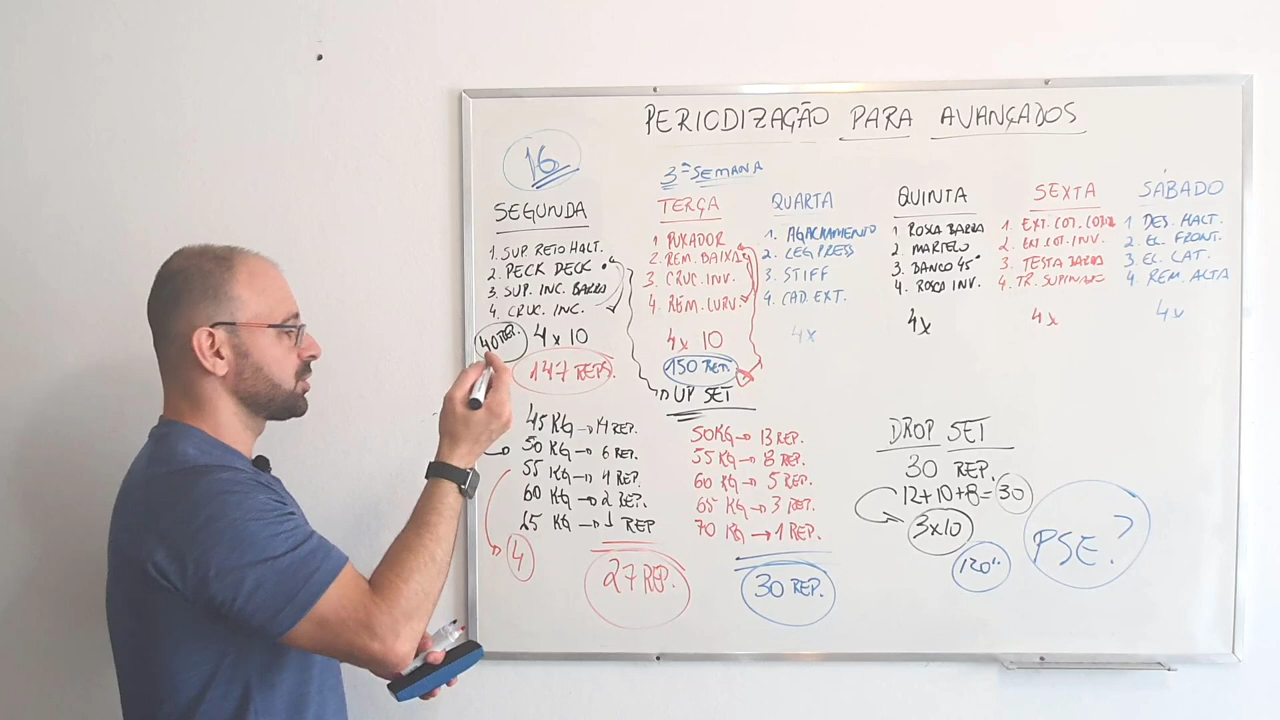 PERIODIZAÇÃO PARA AVANÇADOS
16
3ª SEMANA
SEGUNDA
1. SUP. RETO HALT.
2. PECK DECK
3. SUP. INC. BARRA
4. CRUC. INC.
4 x 10
147 REPS.
45 KG → 14 REP.
50 KG → 6 REP.
55 KG → 4 REP.
60 KG → 2 REP.
65 KG → 1 REP
4
27 REP.
TERÇA
1 PUXADOR
2. REM. BAIXA
3. CRUC. INV.
4. REM. CURV.
4 x 10
150 REP.
UP SET
50KG → 13 REP.
55 KG → 8 REP.
60 KG → 5 REP.
65 KG → 3 REP.
70 KG → 1 REP.
30 REP.
QUARTA
1. AGACHAMENTO
2. LEG PRESS
3. STIFF
4. CAD. EXT.
4x
QUINTA
1 ROSCA BARRA
2. MARTELO
3. BANCO 45°
4. ROSCA INV.
4x
SEXTA
1. EXT. COT. CORDA
2. EXT. COT. INV.
3. TESTA BARRA
4. TR. SUPINADO
4x
SÁBADO
1 DES. HALT.
2. EL. FRONT.
3. EL. LAT.
4. REM. ALTA
4x
DROP SET
30 REP.
12+10+8=30
3x10
120%
PSE?